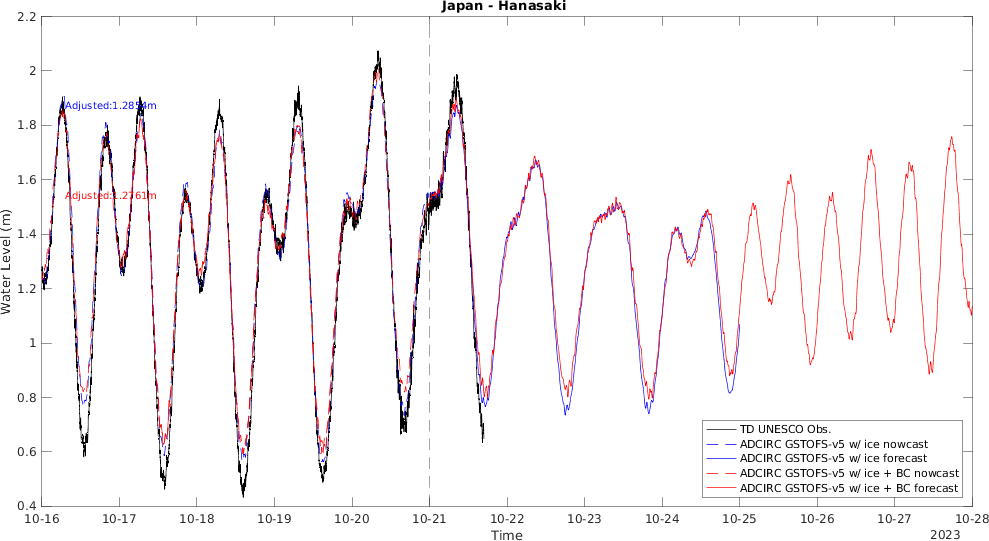 Japan - Hanasaki
2.2
2
1.8
1.6
1.4
1.2
1
0.8
0.6
0.4
Water Level (m)
Adjusted:1.2854m
Adjusted:1.2761m
TD UNESCO Obs.
ADCIRC GSTOFS-v5 w/ ice nowcast
ADCIRC GSTOFS-v5 w/ ice forecast
ADCIRC GSTOFS-v5 w/ ice + BC nowcast
ADCIRC GSTOFS-v5 w/ ice + BC forecast
10-16 10-17 10-18 10-19 10-20 10-21 10-22 10-23 10-24 10-25 10-26 10-27 10-28
Time
2023